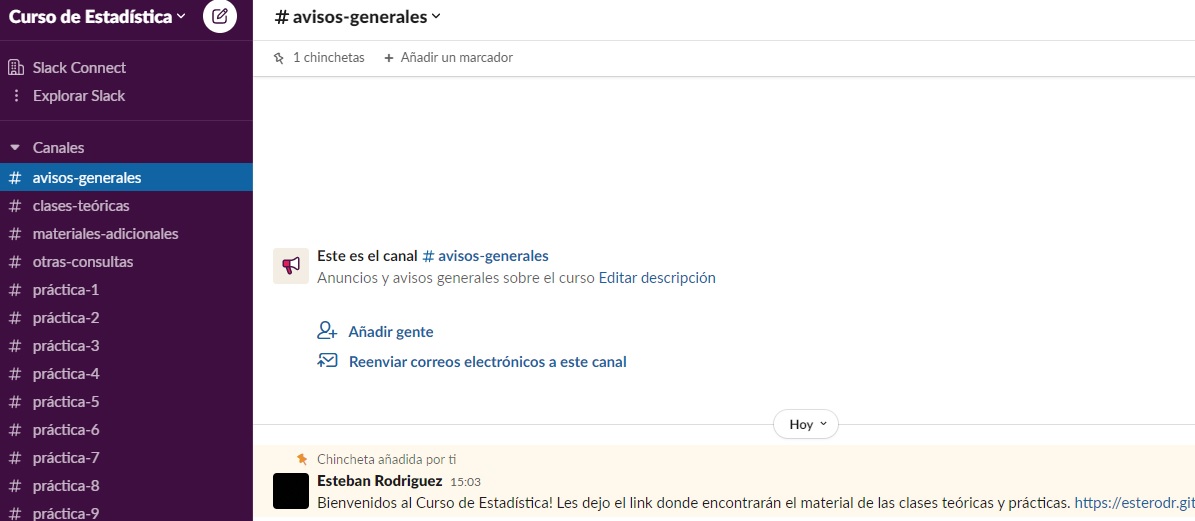 Curso de Estadística
Slack Connect
Explorar Slack
Canales
# avisos-generales
# clases-teóricas
# materiales-adicionales
# otras-consultas
# práctica-1
# práctica-2
# práctica-3
# práctica-4
# práctica-5
# práctica-6
# práctica-7
# práctica-8
# práctica-9
# avisos-generales
1 chinchetas + Añadir un marcador
Este es el canal # avisos-generales
Anuncios y avisos generales sobre el curso Editar descripción
Añadir gente
Reenviar correos electrónicos a este canal
Hoy
Chincheta añadida por ti
Esteban Rodriguez 15:03
Bienvenidos al Curso de Estadística! Les dejo el link donde encontrarán el material de las clases teóricas y prácticas. https://esterodr.git